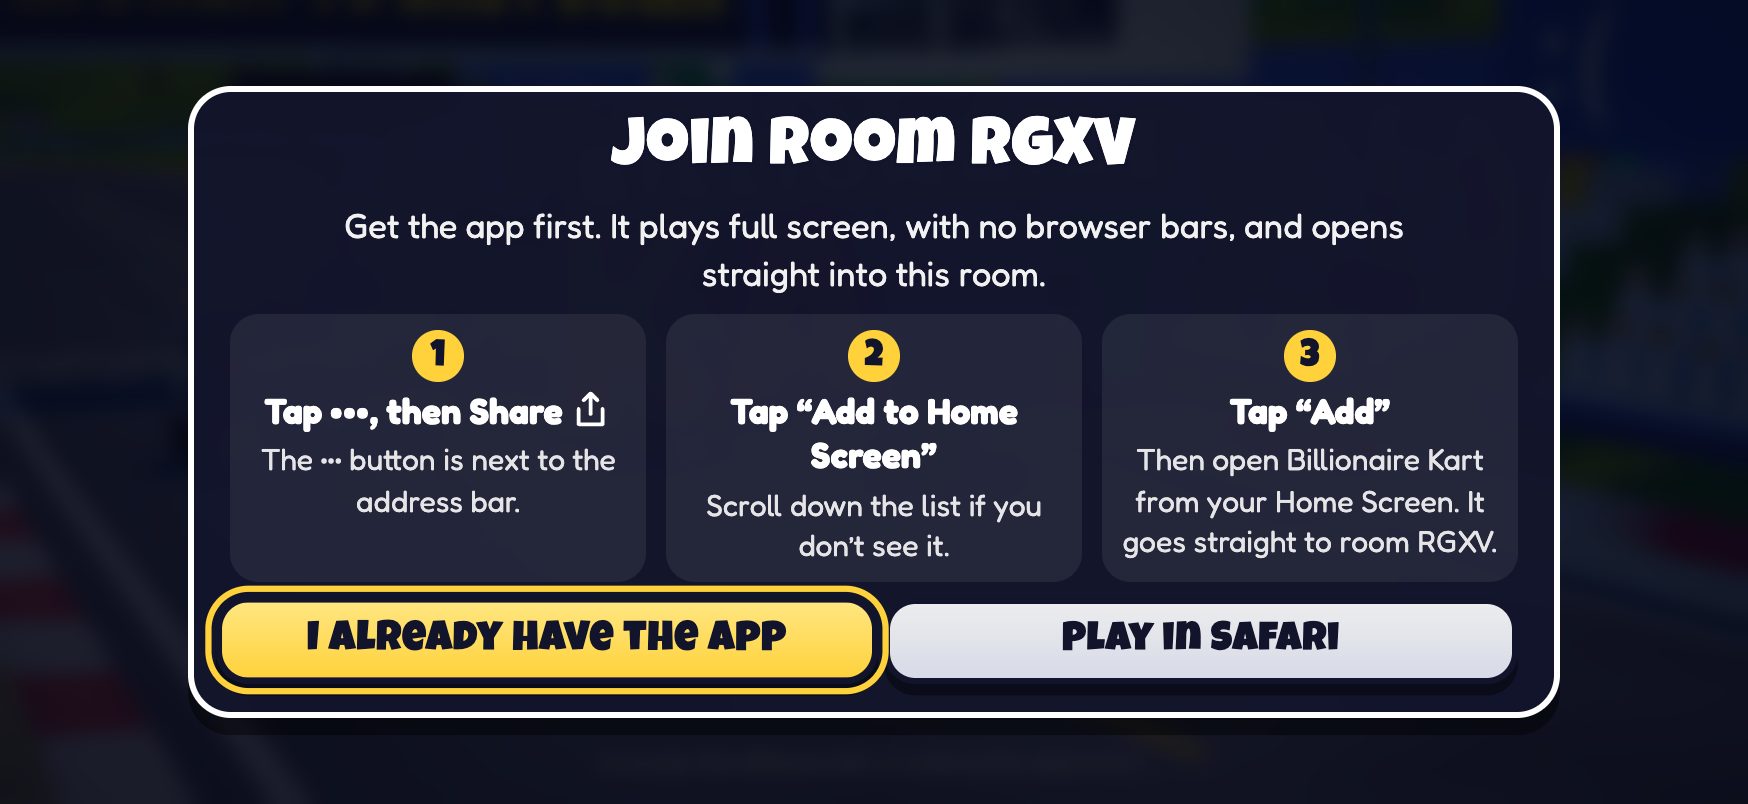 Join Room RGXV
Get the app first. It plays full screen, with no browser bars, and opens
straight into this room.
1
Tap •••, then Share
The ••• button is next to the
address bar.
2
Tap “Add to Home
Screen”
Scroll down the list if you
don’t see it.
3
Tap “Add”
Then open Billionaire Kart
from your Home Screen. It
goes straight to room RGXV.
I already have the app
Play in Safari